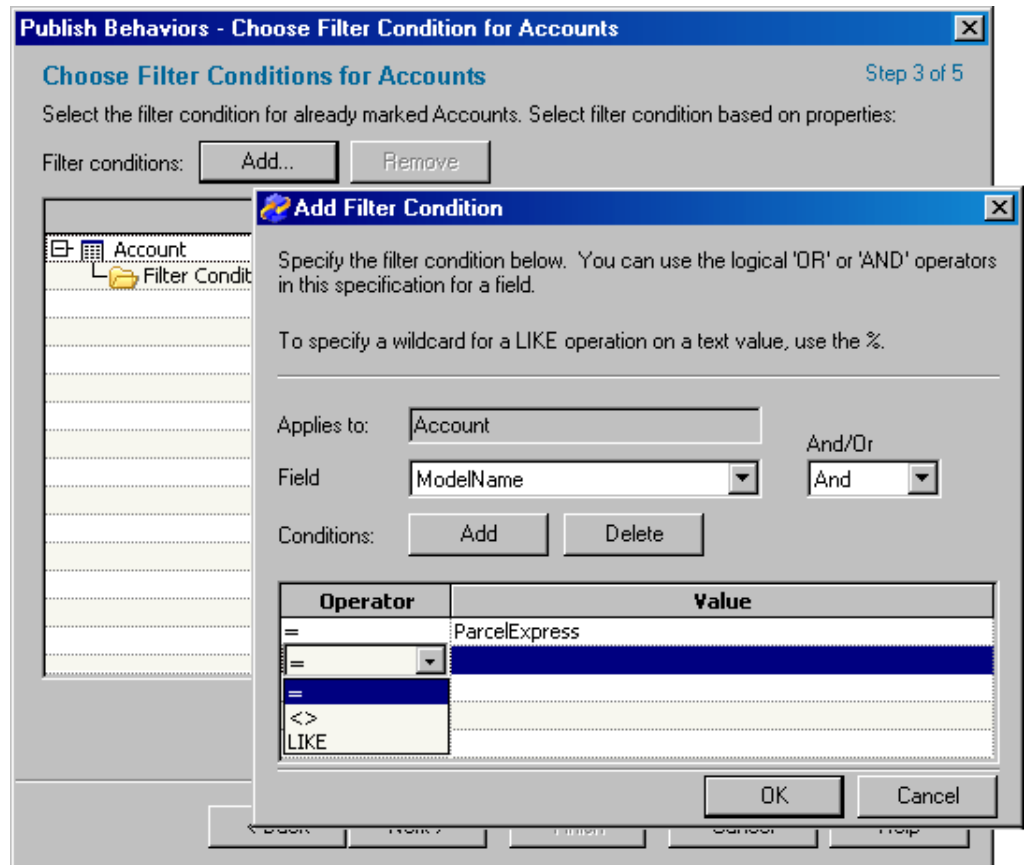 Publish Behaviors - Choose Filter Condition for Accounts
Choose Filter Conditions for Accounts
Step 3 of 5
Select the filter condition for already marked Accounts. Select filter condition based on properties:
Filter conditions:
Add...
Remove
Account
Filter Condit
Add Filter Condition
Specify the filter condition below. You can use the logical 'OR' or 'AND' operators
in this specification for a field.
To specify a wildcard for a LIKE operation on a text value, use the %.
Applies to:
Account
And/Or
Field
ModelName
And
Conditions:
Add
Delete
Operator
Value
=
ParcelExpress
=
=
<>
LIKE
OK
Cancel